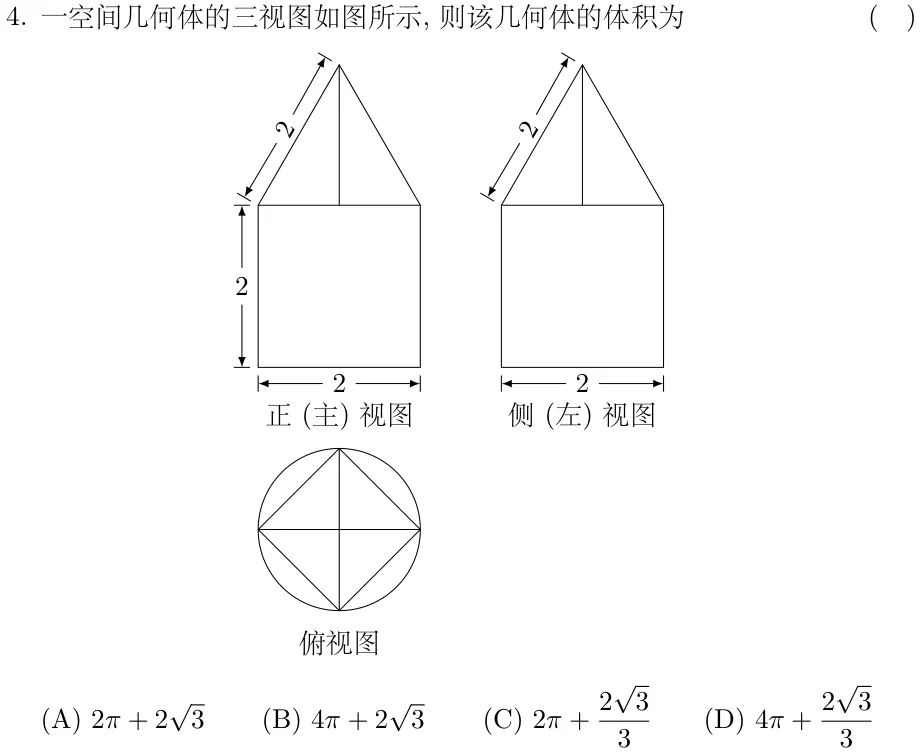 4. 一空间几何体的三视图如图所示, 则该几何体的体积为 ( )
2 2
2
2 2
正 (主) 视图 侧 (左) 视图
俯视图
(A) 2π + 2√3 (B) 4π + 2√3 (C) 2π + 2√3/3 (D) 4π + 2√3/3